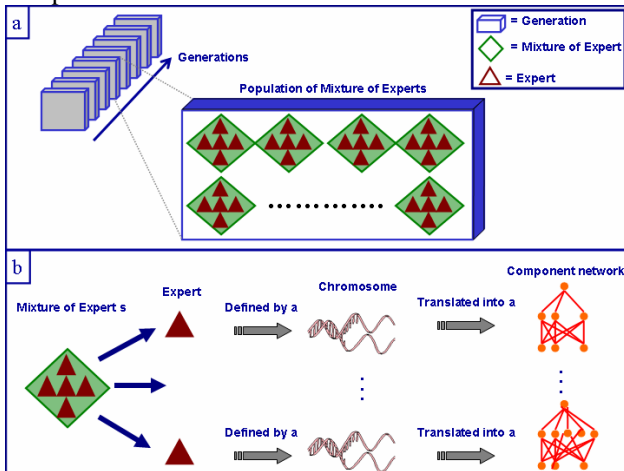 a
Generations
= Generation
= Mixture of Expert
= Expert
Population of Mixture of Experts
b
Mixture of Expert s
Expert
Defined by a
Chromosome
Translated into a
Component network
Defined by a
Translated into a